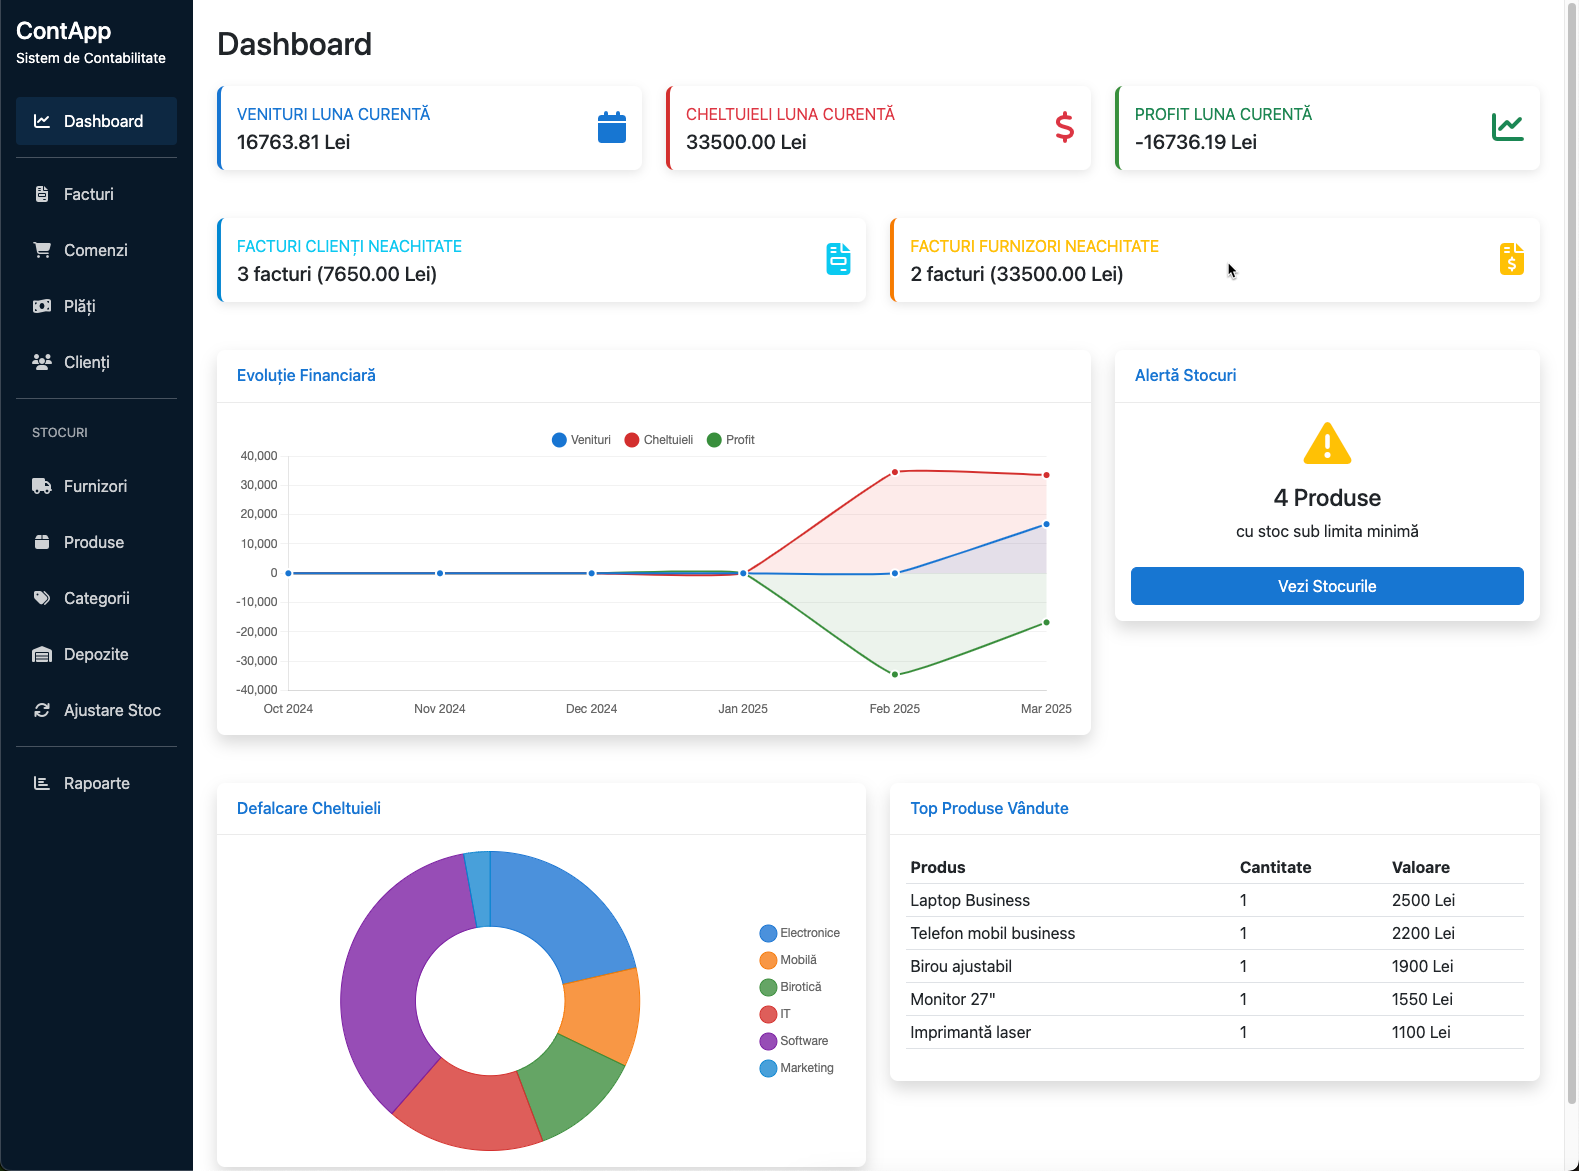 ContApp
Sistem de Contabilitate
Dashboard
Facturi
Comenzi
Plăți
Clienți
STOCURI
Furnizori
Produse
Categorii
Depozite
Ajustare Stoc
Rapoarte
Dashboard
VENITURI LUNA CURENTĂ
16763.81 Lei
CHELTUIELI LUNA CURENTĂ
33500.00 Lei
$
PROFIT LUNA CURENTĂ
-16736.19 Lei
FACTURI CLIENȚI NEACHITATE
3 facturi (7650.00 Lei)
FACTURI FURNIZORI NEACHITATE
2 facturi (33500.00 Lei)
$
Evoluție Financiară
Venituri Cheltuieli Profit
40,000
30,000
20,000
10,000
0
-10,000
-20,000
-30,000
-40,000
Oct 2024 Nov 2024 Dec 2024 Jan 2025 Feb 2025 Mar 2025
Alertă Stocuri
4 Produse
cu stoc sub limita minimă
Vezi Stocurile
Defalcare Cheltuieli
Electronice
Mobilă
Birotică
IT
Software
Marketing
Top Produse Vândute
Produs Cantitate Valoare
Laptop Business 1 2500 Lei
Telefon mobil business 1 2200 Lei
Birou ajustabil 1 1900 Lei
Monitor 27" 1 1550 Lei
Imprimantă laser 1 1100 Lei